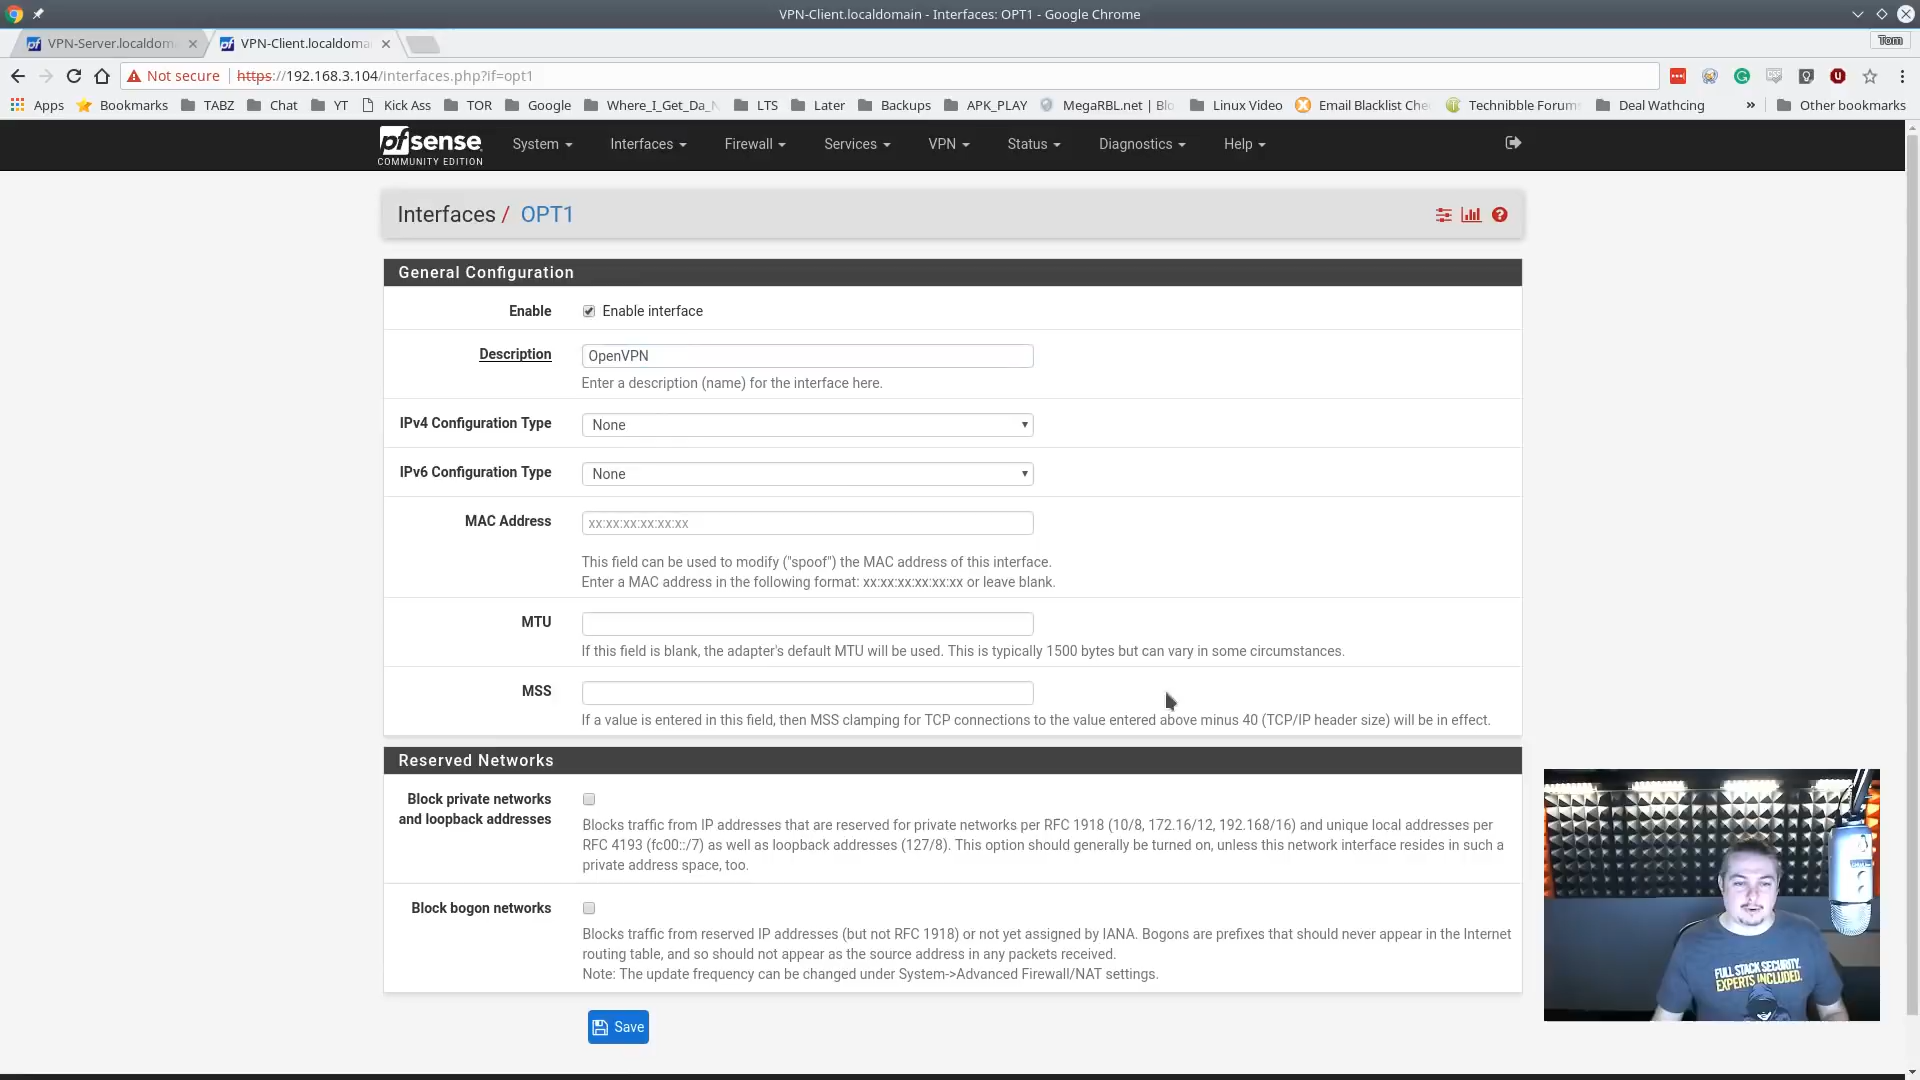 VPN-Client.localdomain - Interfaces: OPT1 - Google Chrome
VPN-Server.localdom
VPN-Client.localdoma
Tom
Not secure
https://192.168.3.104/interfaces.php?if=opt1
Apps Bookmarks TABZ Chat YT Kick Ass TOR Google Where_I_Get_Da_ LTS Later Backups APK_PLAY MegaRBL.net | Blo Linux Video Email Blacklist Che Technibble Forum Deal Wathcing » Other bookmarks
pfsense
COMMUNITY EDITION
System Interfaces Firewall Services VPN Status Diagnostics Help
Interfaces / OPT1
General Configuration
Enable
Enable interface
Description
OpenVPN
Enter a description (name) for the interface here.
IPv4 Configuration Type
None
IPv6 Configuration Type
None
MAC Address
xx:xx:xx:xx:xx:xx
This field can be used to modify ("spoof") the MAC address of this interface.
Enter a MAC address in the following format: xx:xx:xx:xx:xx:xx or leave blank.
MTU
If this field is blank, the adapter's default MTU will be used. This is typically 1500 bytes but can vary in some circumstances.
MSS
If a value is entered in this field, then MSS clamping for TCP connections to the value entered above minus 40 (TCP/IP header size) will be in effect.
Reserved Networks
Block private networks
and loopback addresses
Blocks traffic from IP addresses that are reserved for private networks per RFC 1918 (10/8, 172.16/12, 192.168/16) and unique local addresses per
RFC 4193 (fc00::/7) as well as loopback addresses (127/8). This option should generally be turned on, unless this network interface resides in such a
private address space, too.
Block bogon networks
Blocks traffic from reserved IP addresses (but not RFC 1918) or not yet assigned by IANA. Bogons are prefixes that should never appear in the Internet
routing table, and so should not appear as the source address in any packets received.
Note: The update frequency can be changed under System->Advanced Firewall/NAT settings.
Save
FULL STACK SECURITY.
EXPERTS INCLUDED.